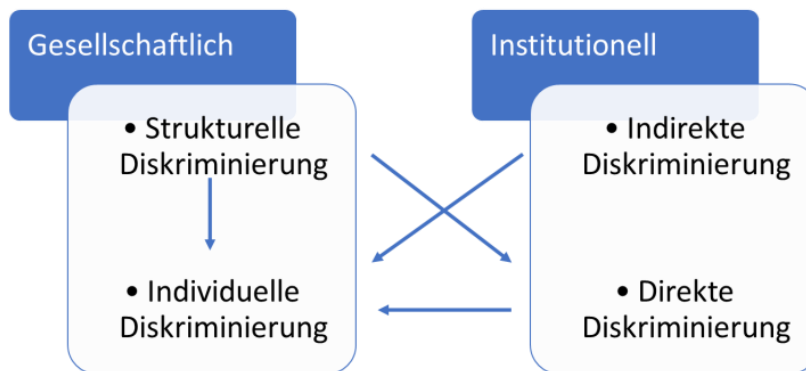 Gesellschaftlich
• Strukturelle
Diskriminierung
• Individuelle
Diskriminierung
Institutionell
• Indirekte
Diskriminierung
• Direkte
Diskriminierung